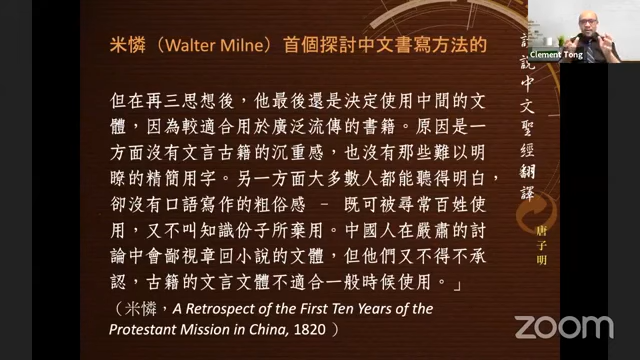 米憐（Walter Milne）首個探討中文書寫方法的
但在再三思想後，他最後還是決定使用中間的文
體，因為較適合用於廣泛流傳的書籍。原因是一
方面沒有文言古籍的沉重感，也沒有那些難以明
瞭的精簡用字。另一方面大多數人都能聽得明白，
卻沒有口語寫作的粗俗感 – 既可被尋常百姓使
用，又不叫知識份子所棄用。中國人在嚴肅的討
論中會鄙視章回小說的文體，但他們又不得不承
認，古籍的文言文體不適合一般時候使用。」
（米憐，A Retrospect of the First Ten Years of the
Protestant Mission in China, 1820 ）
Clement Tong
說中文聖經翻譯
唐子明
zoom